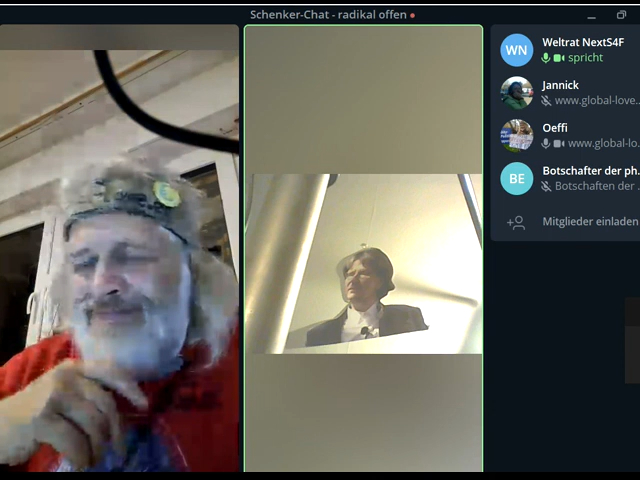 Schenker-Chat - radikal offen
WN
Weltrat NextS4F
spricht
Jannick
www.global-love..
Oeffi
www.global-lo..
BE
Botschafter der ph.
Botschaften der ..
Mitglieder einladen